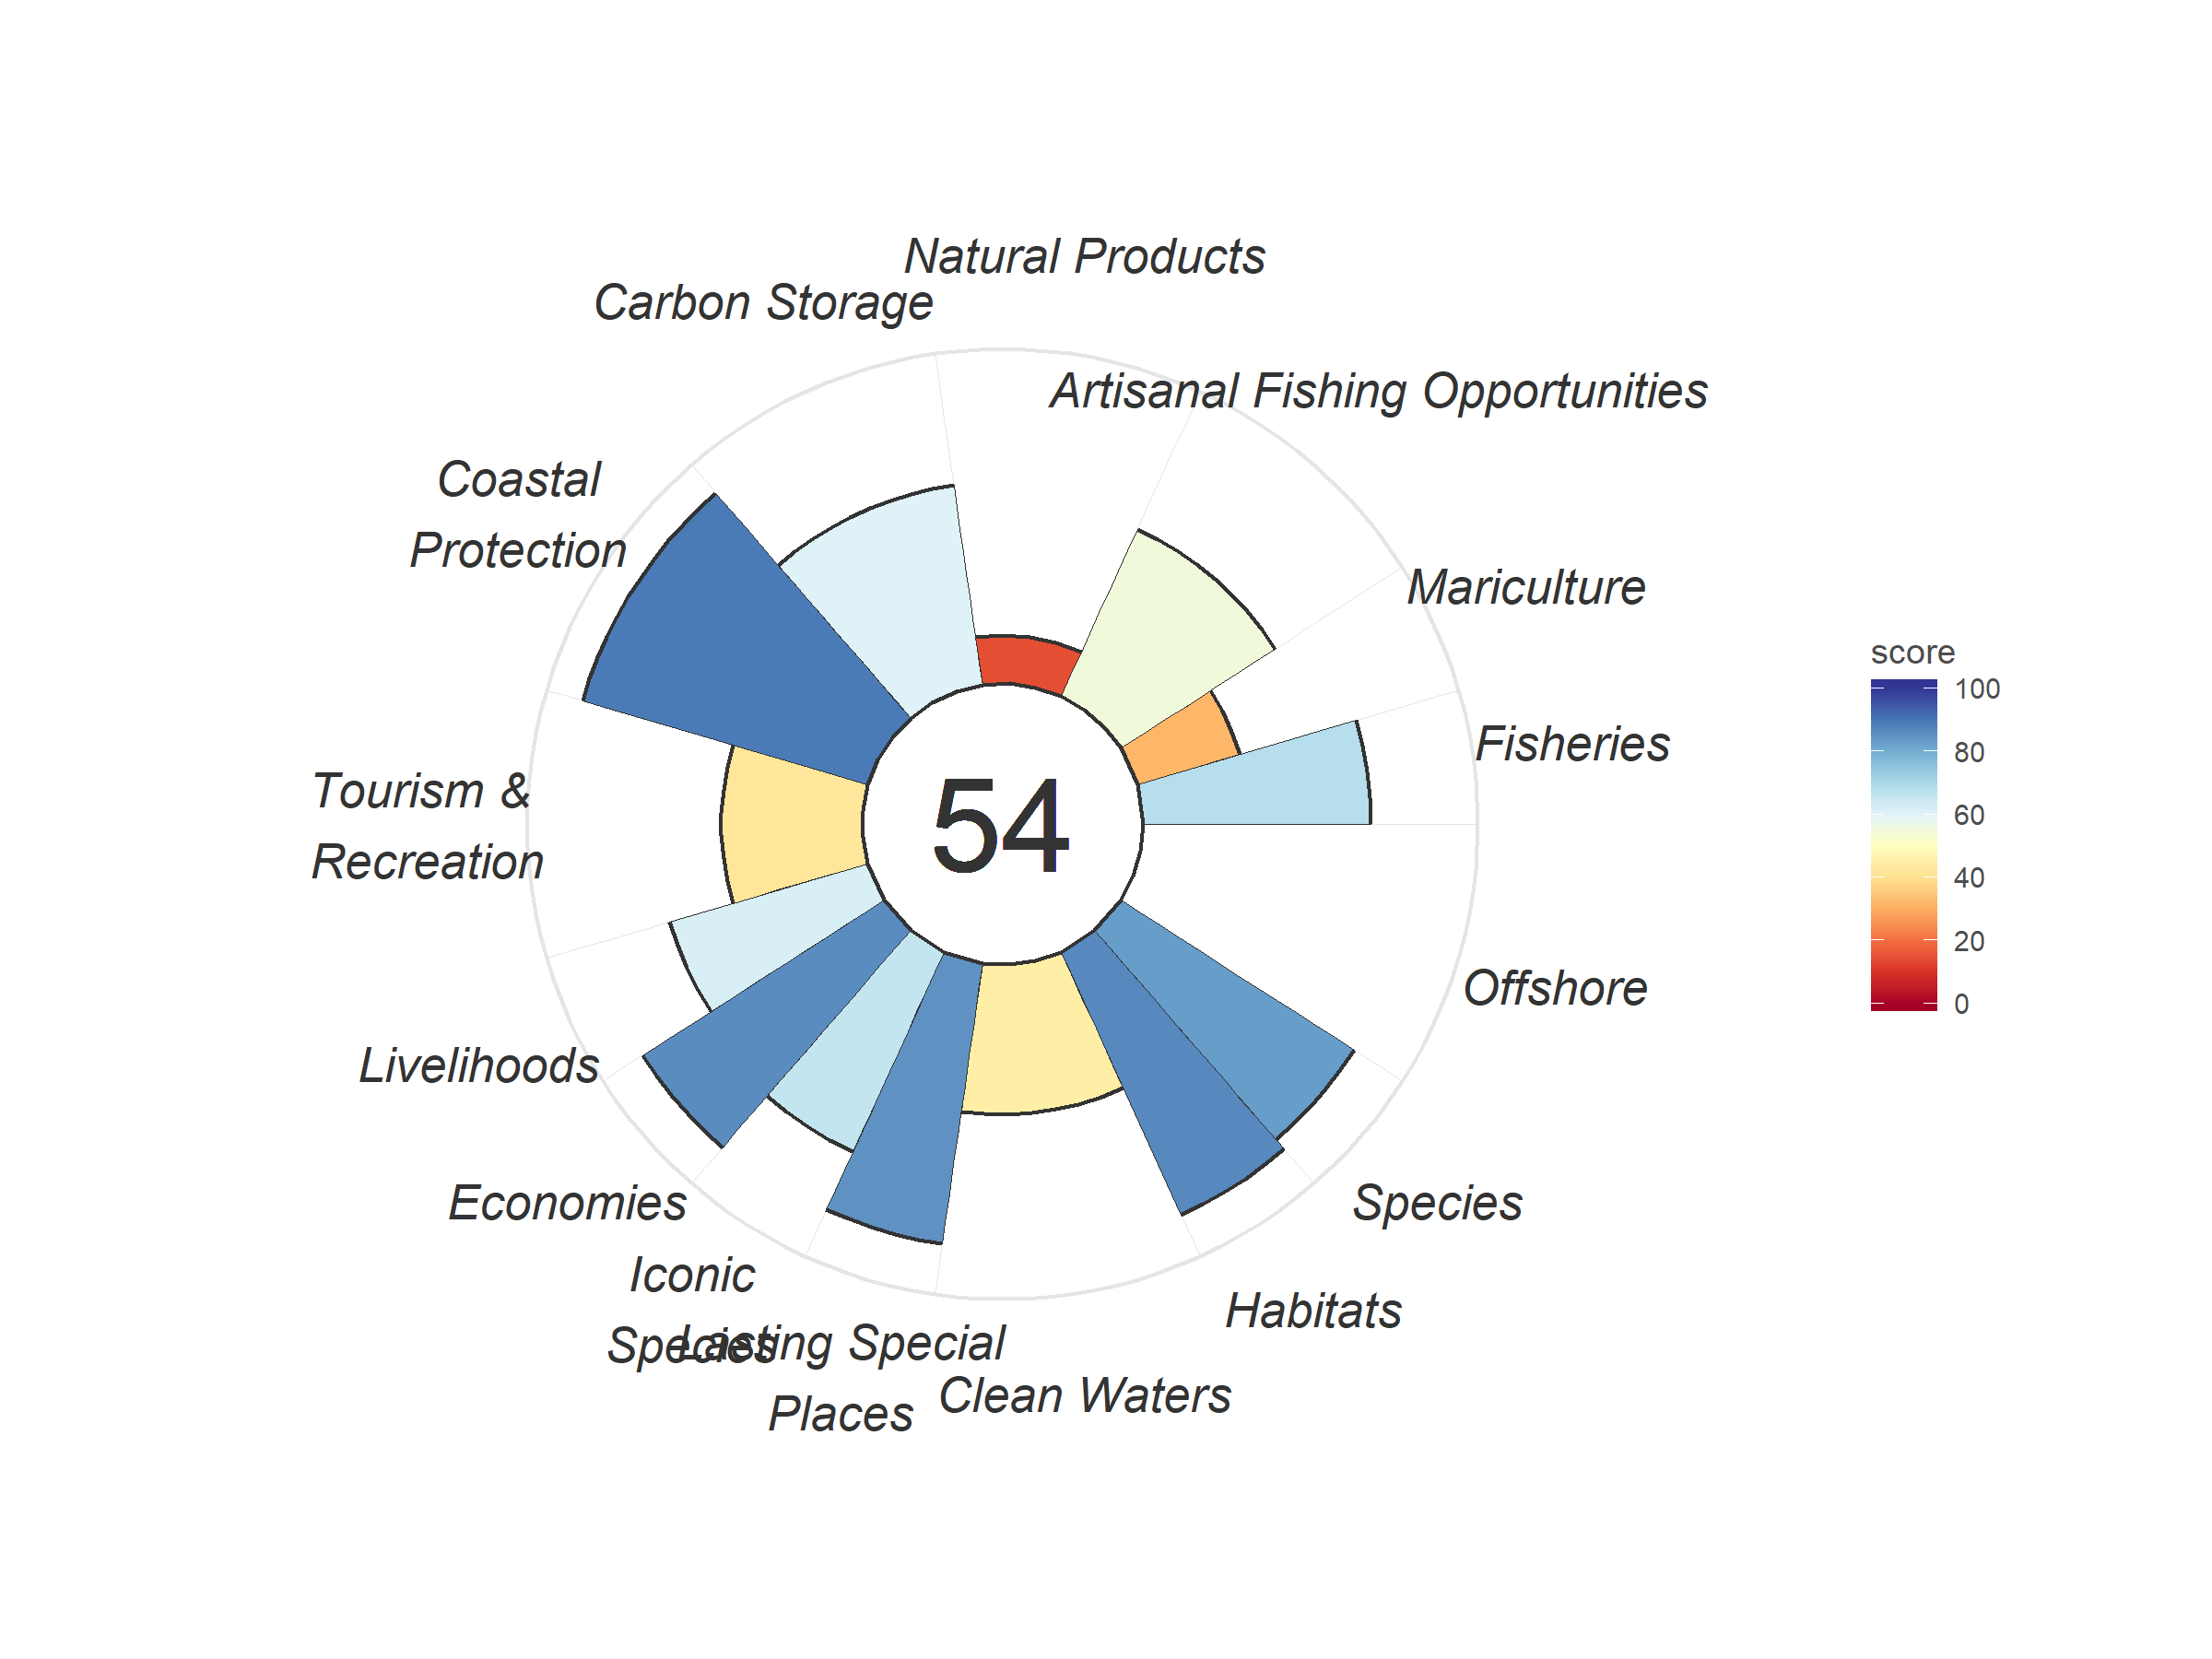 Natural Products
Carbon Storage
Artisanal Fishing Opportunities
Coastal
Protection
Mariculture
score
100
80
60
40
20
0
Fisheries
Tourism &
Recreation
54
Offshore
Livelihoods
Economies
Species
Iconic
Species
Habitats
Lasting Special
Places
Clean Waters